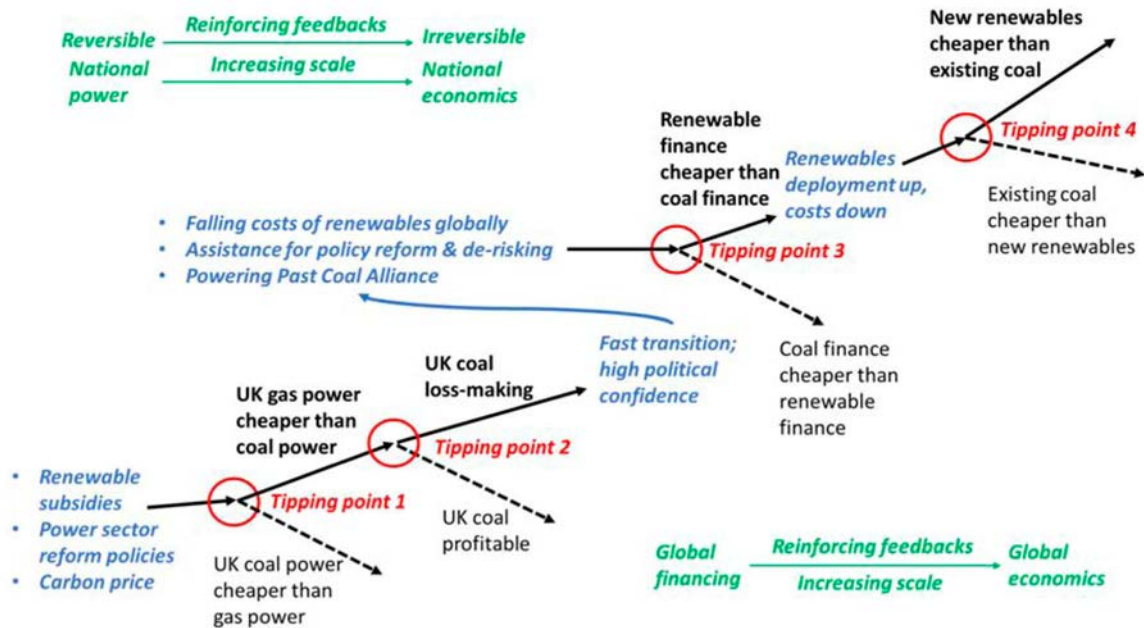 Reversible
Reinforcing feedbacks
Irreversible
National
power
Increasing scale
National
economics
New renewables
cheaper than
existing coal
Tipping point 4
Existing coal
cheaper than
new renewables
Renewable
finance
cheaper than
coal finance
Renewables
deployment up,
costs down
• Falling costs of renewables globally
• Assistance for policy reform & de-risking
• Powering Past Coal Alliance
Tipping point 3
Coal finance
cheaper than
renewable
finance
Fast transition;
high political
confidence
UK coal
loss-making
UK gas power
cheaper than
coal power
Tipping point 2
UK coal
profitable
• Renewable
subsidies
• Power sector
reform policies
• Carbon price
Tipping point 1
UK coal power
cheaper than
gas power
Global
financing
Reinforcing feedbacks
Increasing scale
Global
economics